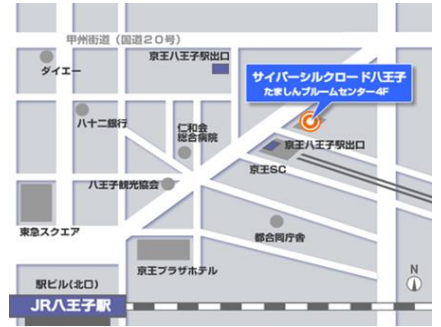 甲州街道（国道２０号）
ダイエー
京王八王子駅出口
サイバーシルクロード八王子
たましんブルームセンター4F
八十二銀行
仁和会
総合病院
京王八王子駅出口
京王SC
八王子観光協会
東急スクエア
都合同庁舎
京王プラザホテル
N
駅ビル(北口)
JR八王子駅